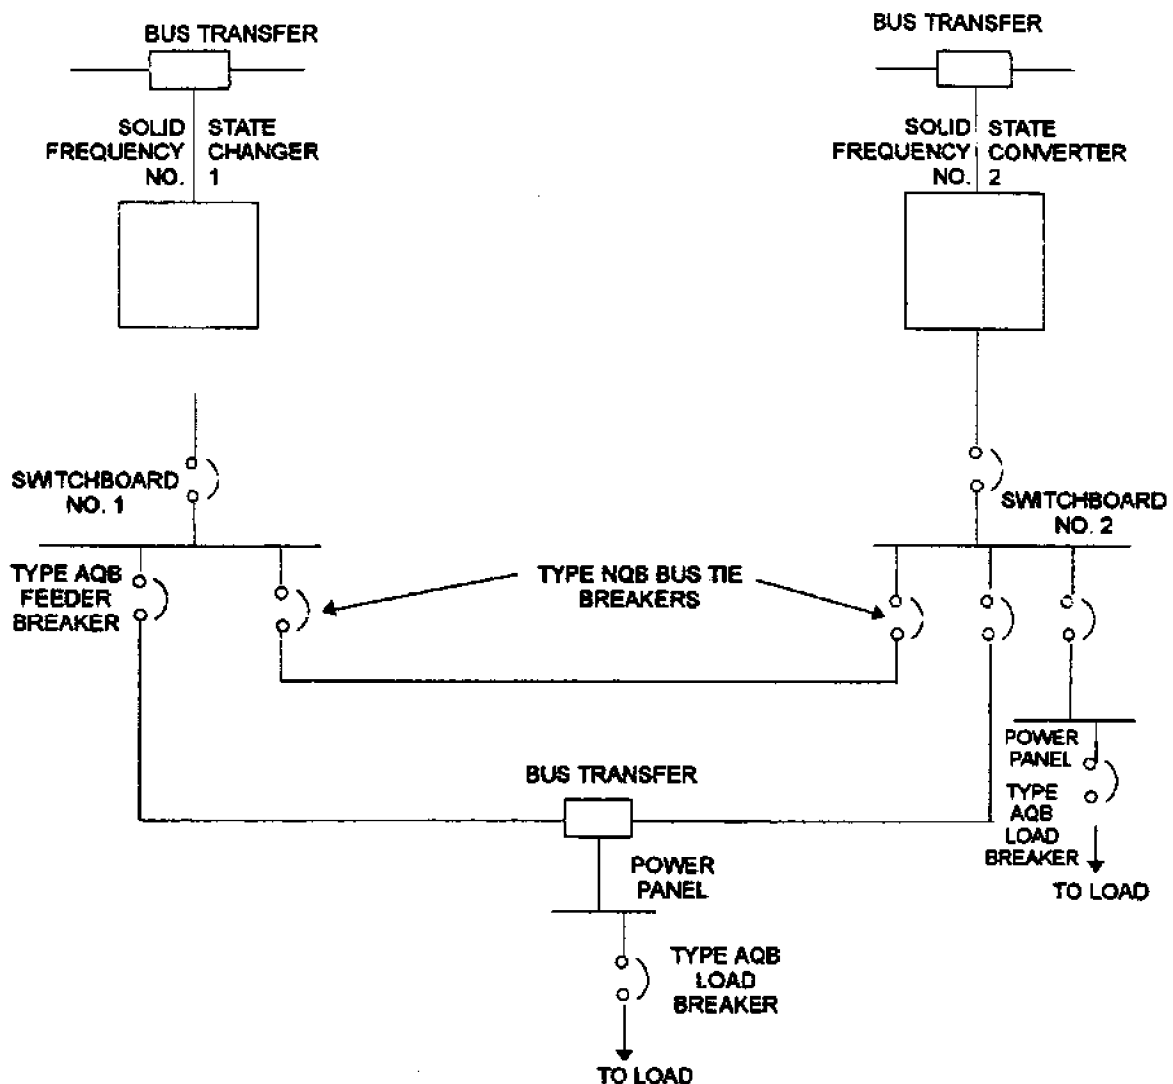 BUS TRANSFER
BUS TRANSFER
SOLID STATE
FREQUENCY CHANGER
NO. 1
SOLID STATE
FREQUENCY CONVERTER
NO. 2
SWITCHBOARD
NO. 1
SWITCHBOARD
NO. 2
TYPE AQB
FEEDER
BREAKER
TYPE NQB BUS TIE
BREAKERS
POWER
PANEL
TYPE
AQB
LOAD
BREAKER
TO LOAD
BUS TRANSFER
POWER
PANEL
TYPE AQB
LOAD
BREAKER
TO LOAD